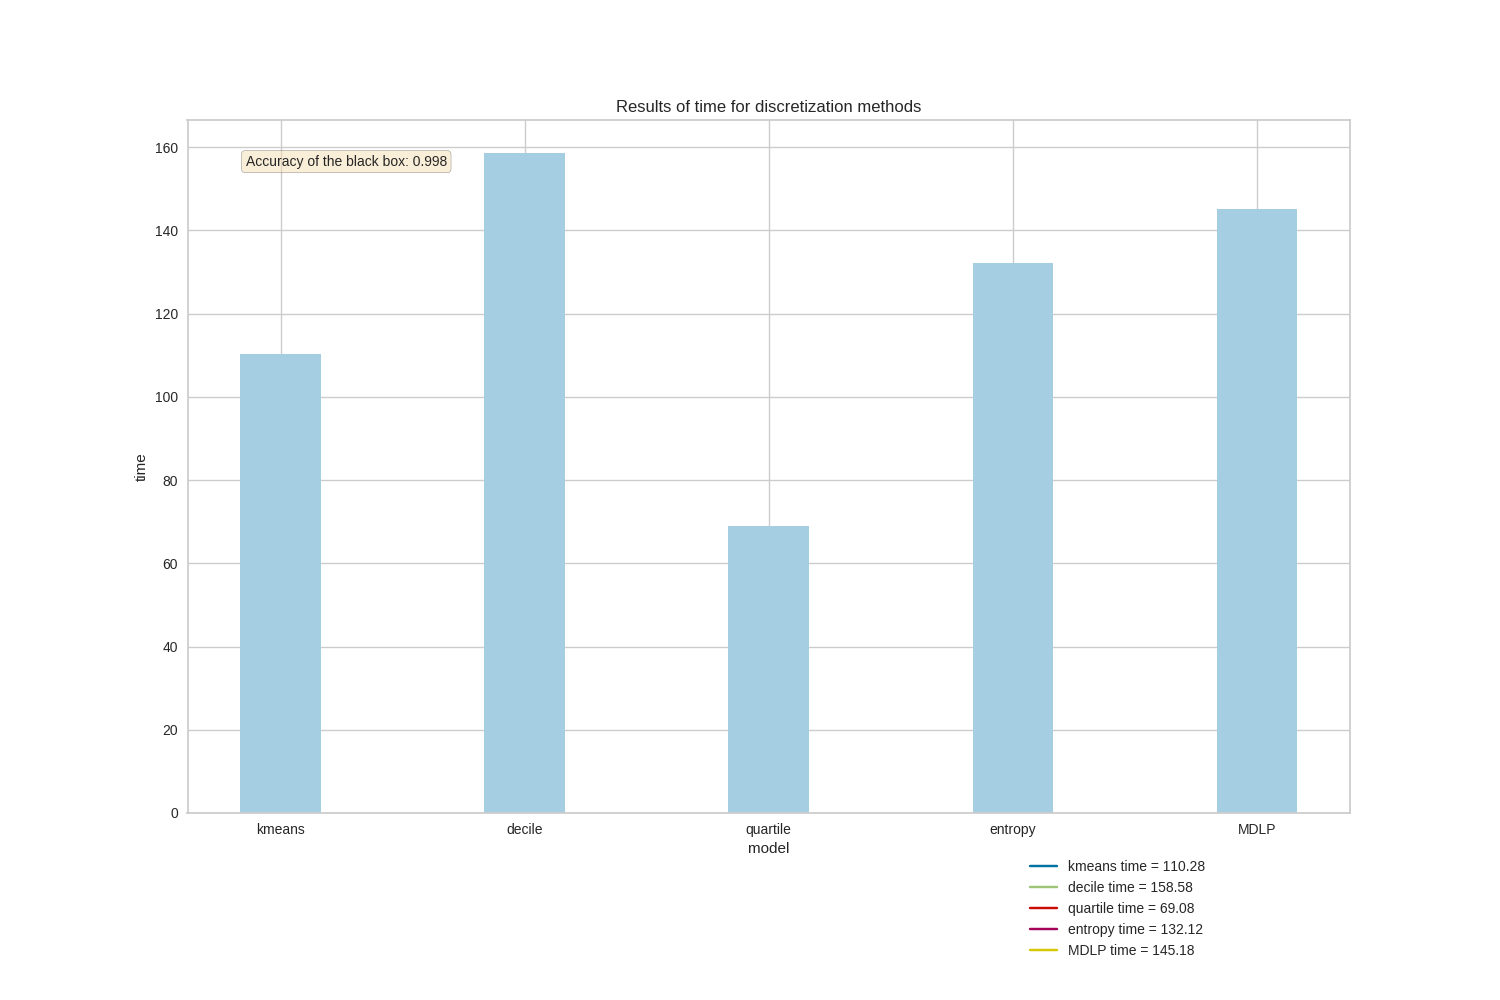 Results of time for discretization methods
Accuracy of the black box: 0.998
160
140
120
100
80
60
40
20
0
time
kmeans decile quartile entropy MDLP
model
kmeans time = 110.28
decile time = 158.58
quartile time = 69.08
entropy time = 132.12
MDLP time = 145.18